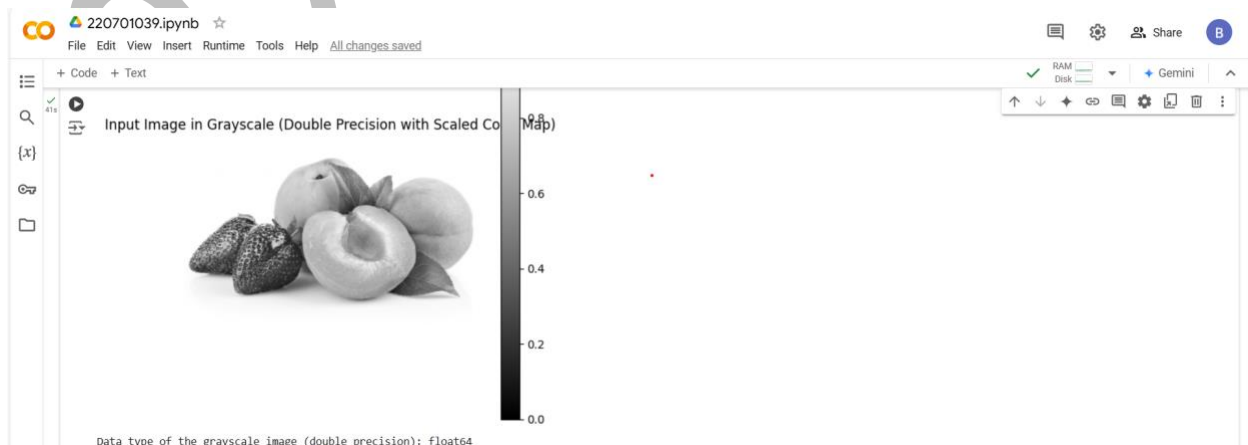 220701039.ipynb
File Edit View Insert Runtime Tools Help All changes saved
Share
B
+ Code + Text
RAM
Disk
Gemini
41s
{x}
Input Image in Grayscale (Double Precision with Scaled Co Map)
0.8
0.6
0.4
0.2
0.0
Data type of the grayscale image (double precision): float64